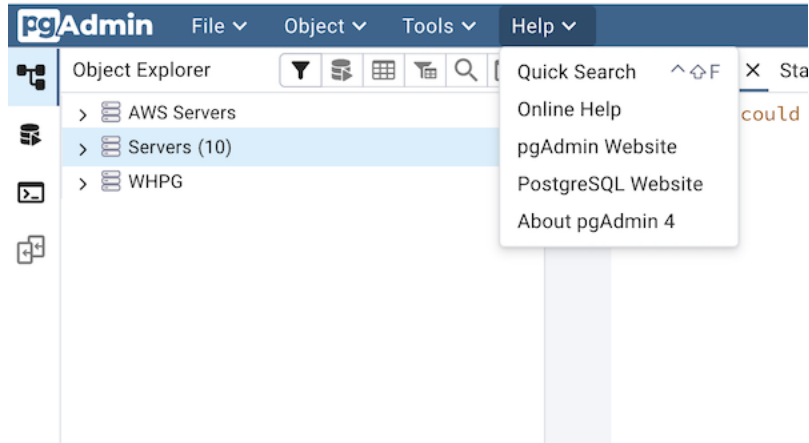 pgAdmin File Object Tools Help
Object Explorer
AWS Servers
Servers (10)
WHPG
Quick Search ^⇧F
Online Help
pgAdmin Website
PostgreSQL Website
About pgAdmin 4
could